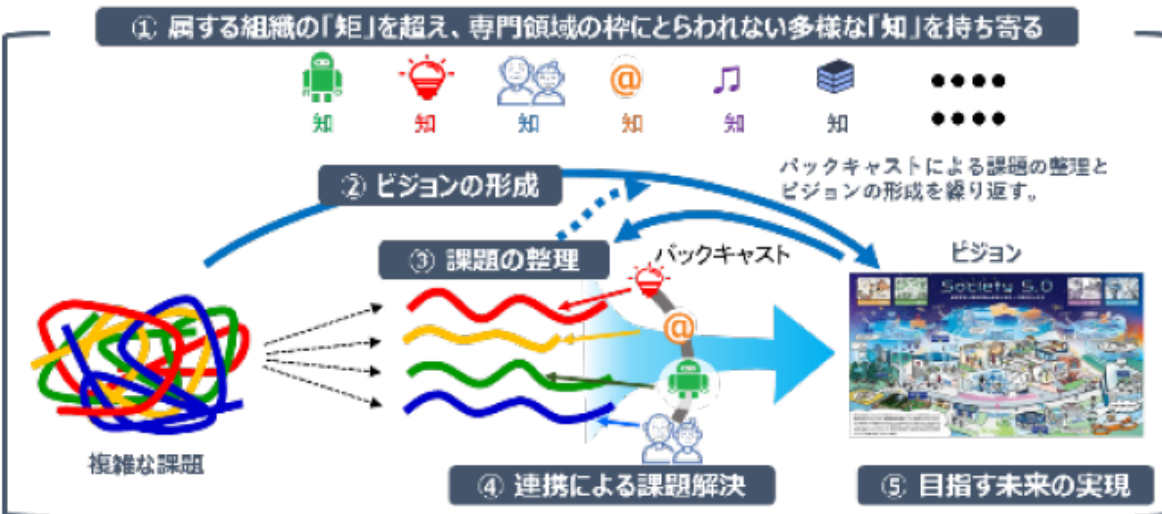 ① 属する組織の「矩」を超え、専門領域の枠にとらわれない多様な「知」を持ち寄る
知 知 知 知 知 知
バックキャストによる課題の整理と
ビジョンの形成を繰り返す。
② ビジョンの形成
③ 課題の整理
バックキャスト
ビジョン
@
@
Society 5.0
複雑な課題
④ 連携による課題解決
⑤ 目指す未来の実現